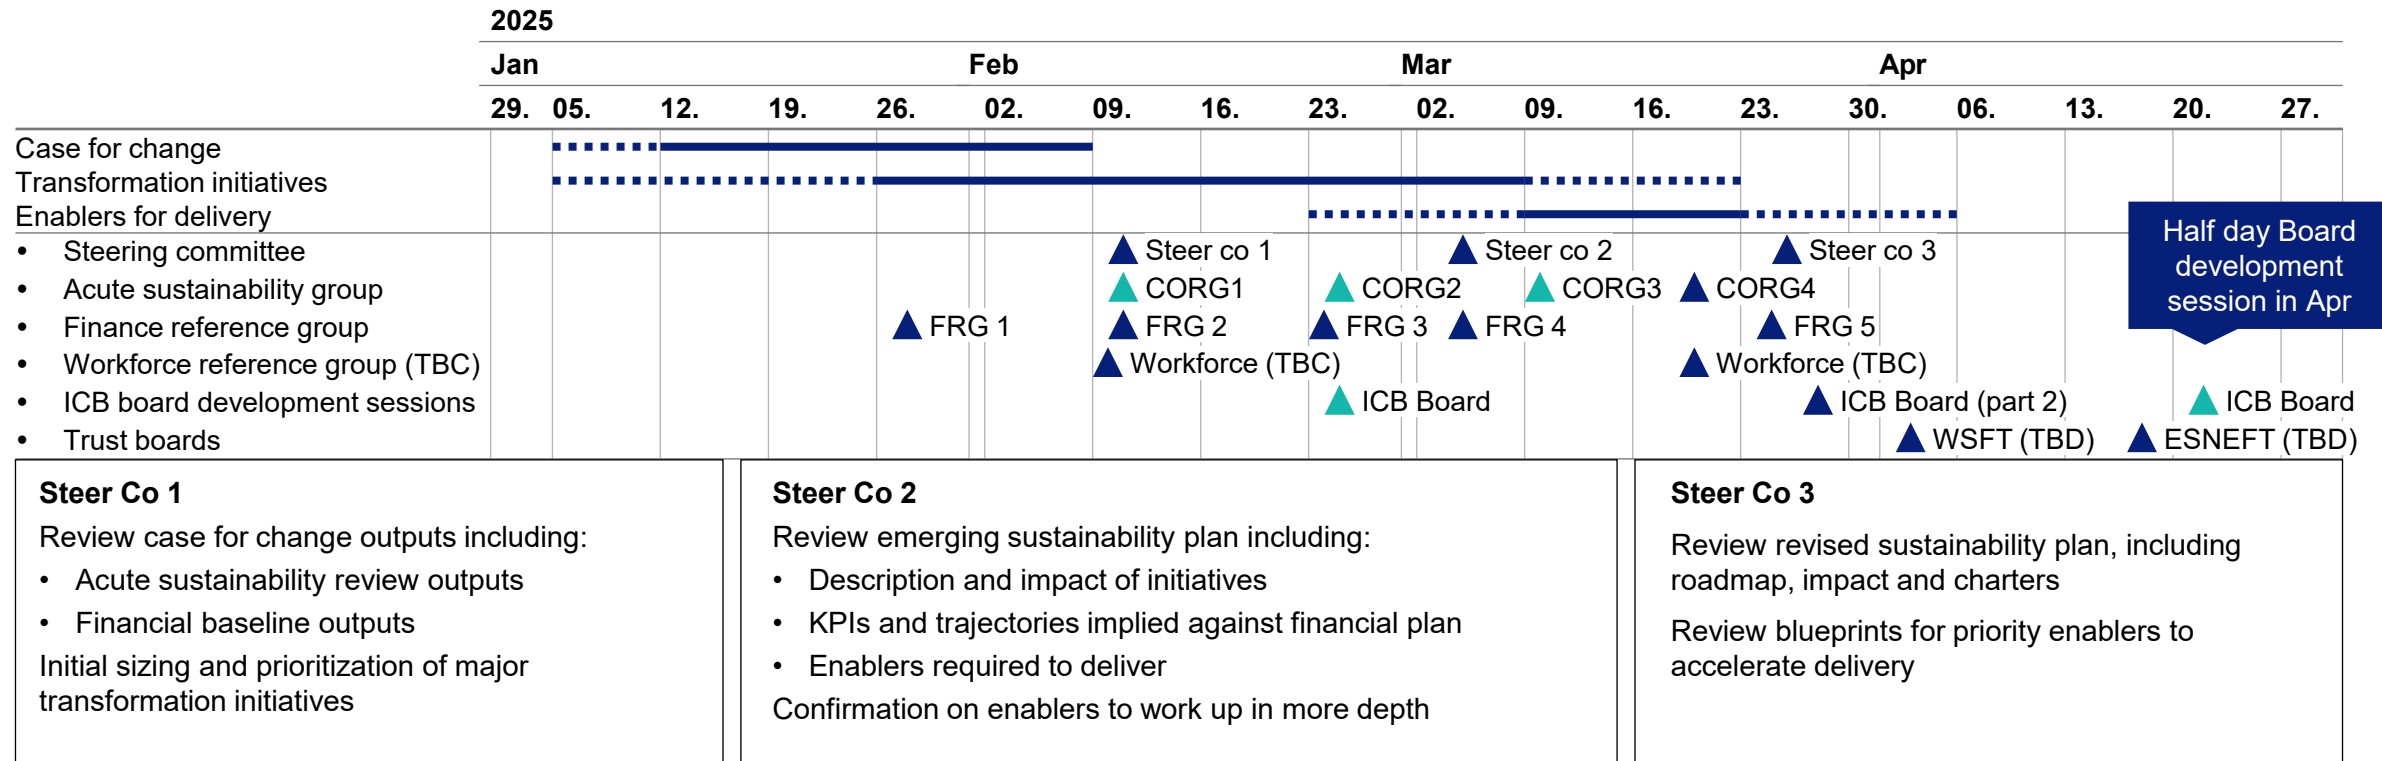 2025
Jan Feb Mar Apr
29. 05. 12. 19. 26. 02. 09. 16. 23. 02. 09. 16. 23. 30. 06. 13. 20. 27.
Case for change
Transformation initiatives
Enablers for delivery
Half day Board
development
session in Apr
• Steering committee Steer co 1 Steer co 2 Steer co 3
• Acute sustainability group CORG1 CORG2 CORG3 CORG4
• Finance reference group FRG 1 FRG 2 FRG 3 FRG 4 FRG 5
• Workforce reference group (TBC) Workforce (TBC) Workforce (TBC)
• ICB board development sessions ICB Board ICB Board (part 2) ICB Board
• Trust boards WSFT (TBD) ESNEFT (TBD)
Steer Co 1
Review case for change outputs including:
• Acute sustainability review outputs
• Financial baseline outputs
Initial sizing and prioritization of major
transformation initiatives
Steer Co 2
Review emerging sustainability plan including:
• Description and impact of initiatives
• KPIs and trajectories implied against financial plan
• Enablers required to deliver
Confirmation on enablers to work up in more depth
Steer Co 3
Review revised sustainability plan, including
roadmap, impact and charters
Review blueprints for priority enablers to
accelerate delivery